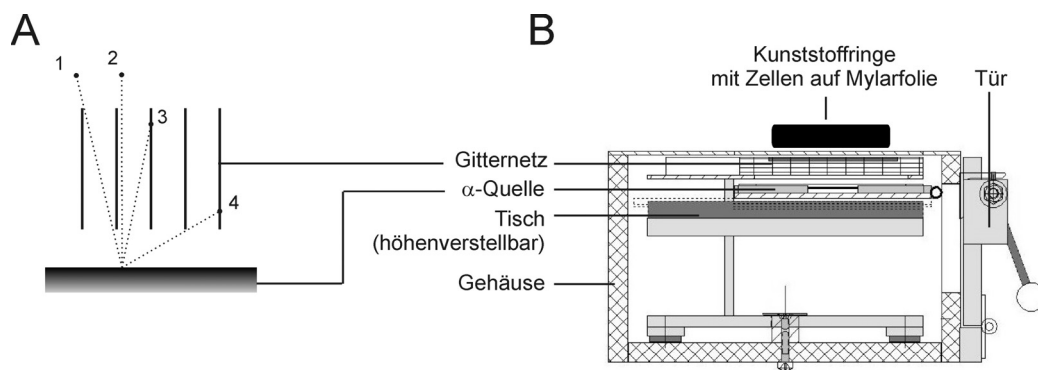 A
1
2
3
4
B
Kunststoffringe
mit Zellen auf Mylarfolie
Tür
Gitternetz
α-Quelle
Tisch
(höhenverstellbar)
Gehäuse